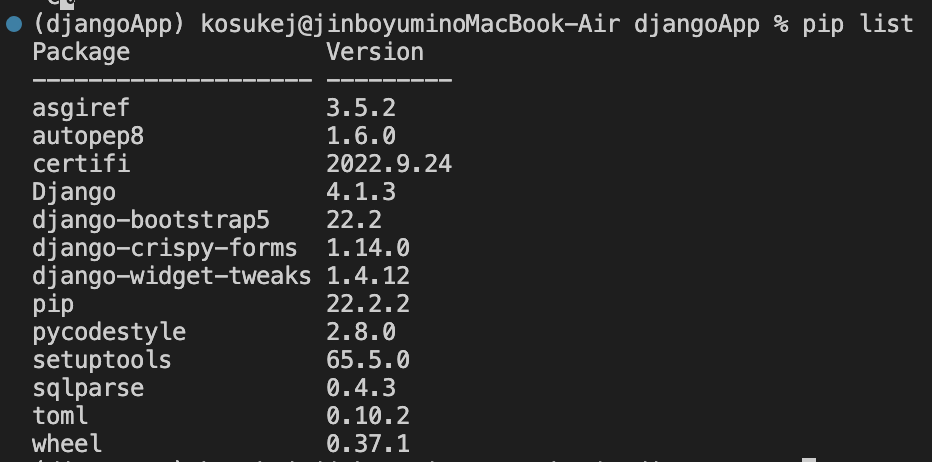 (djangoApp) kosukej@jinboyuminoMacBook-Air djangoApp % pip list
Package Version
-------------------- ---------
asgiref 3.5.2
autopep8 1.6.0
certifi 2022.9.24
Django 4.1.3
django-bootstrap5 22.2
django-crispy-forms 1.14.0
django-widget-tweaks 1.4.12
pip 22.2.2
pycodestyle 2.8.0
setuptools 65.5.0
sqlparse 0.4.3
toml 0.10.2
wheel 0.37.1